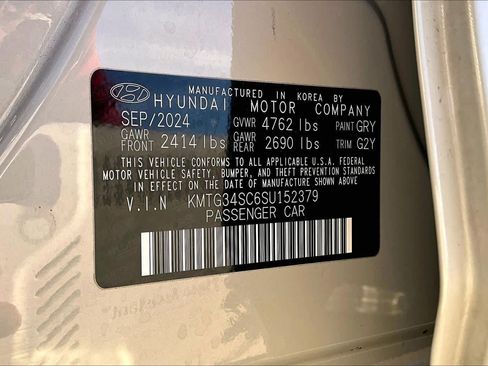 MANUFACTURED IN KOREA BY
HYUNDAI MOTOR COMPANY
SEP/2024 GVWR 4762 lbs PAINT GRY
GAWR FRONT 2414 lbs GAWR REAR 2690 lbs TRIM G2Y
THIS VEHICLE CONFORMS TO ALL APPLICABLE U.S.A. FEDERAL
MOTOR VEHICLE SAFETY, BUMPER, AND THEFT PREVENTION STANDARDS
IN EFFECT ON THE DATE OF MANUFACTURE SHOWN ABOVE.
V.I.N KMTG34SC6SU152379
PASSENGER CAR